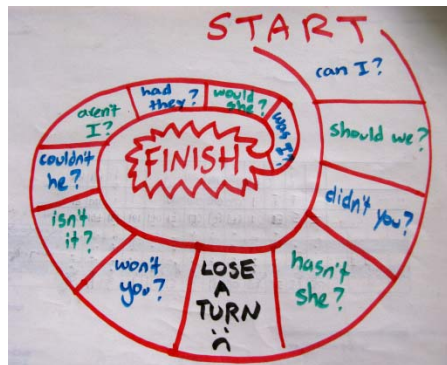 START
can I?
should we?
didn't you?
hasn't
she?
LOSE
A
TURN
won't
you?
isn't
it?
couldn't
he?
aren't
I?
had
they?
would
she?
was I?
FINISH